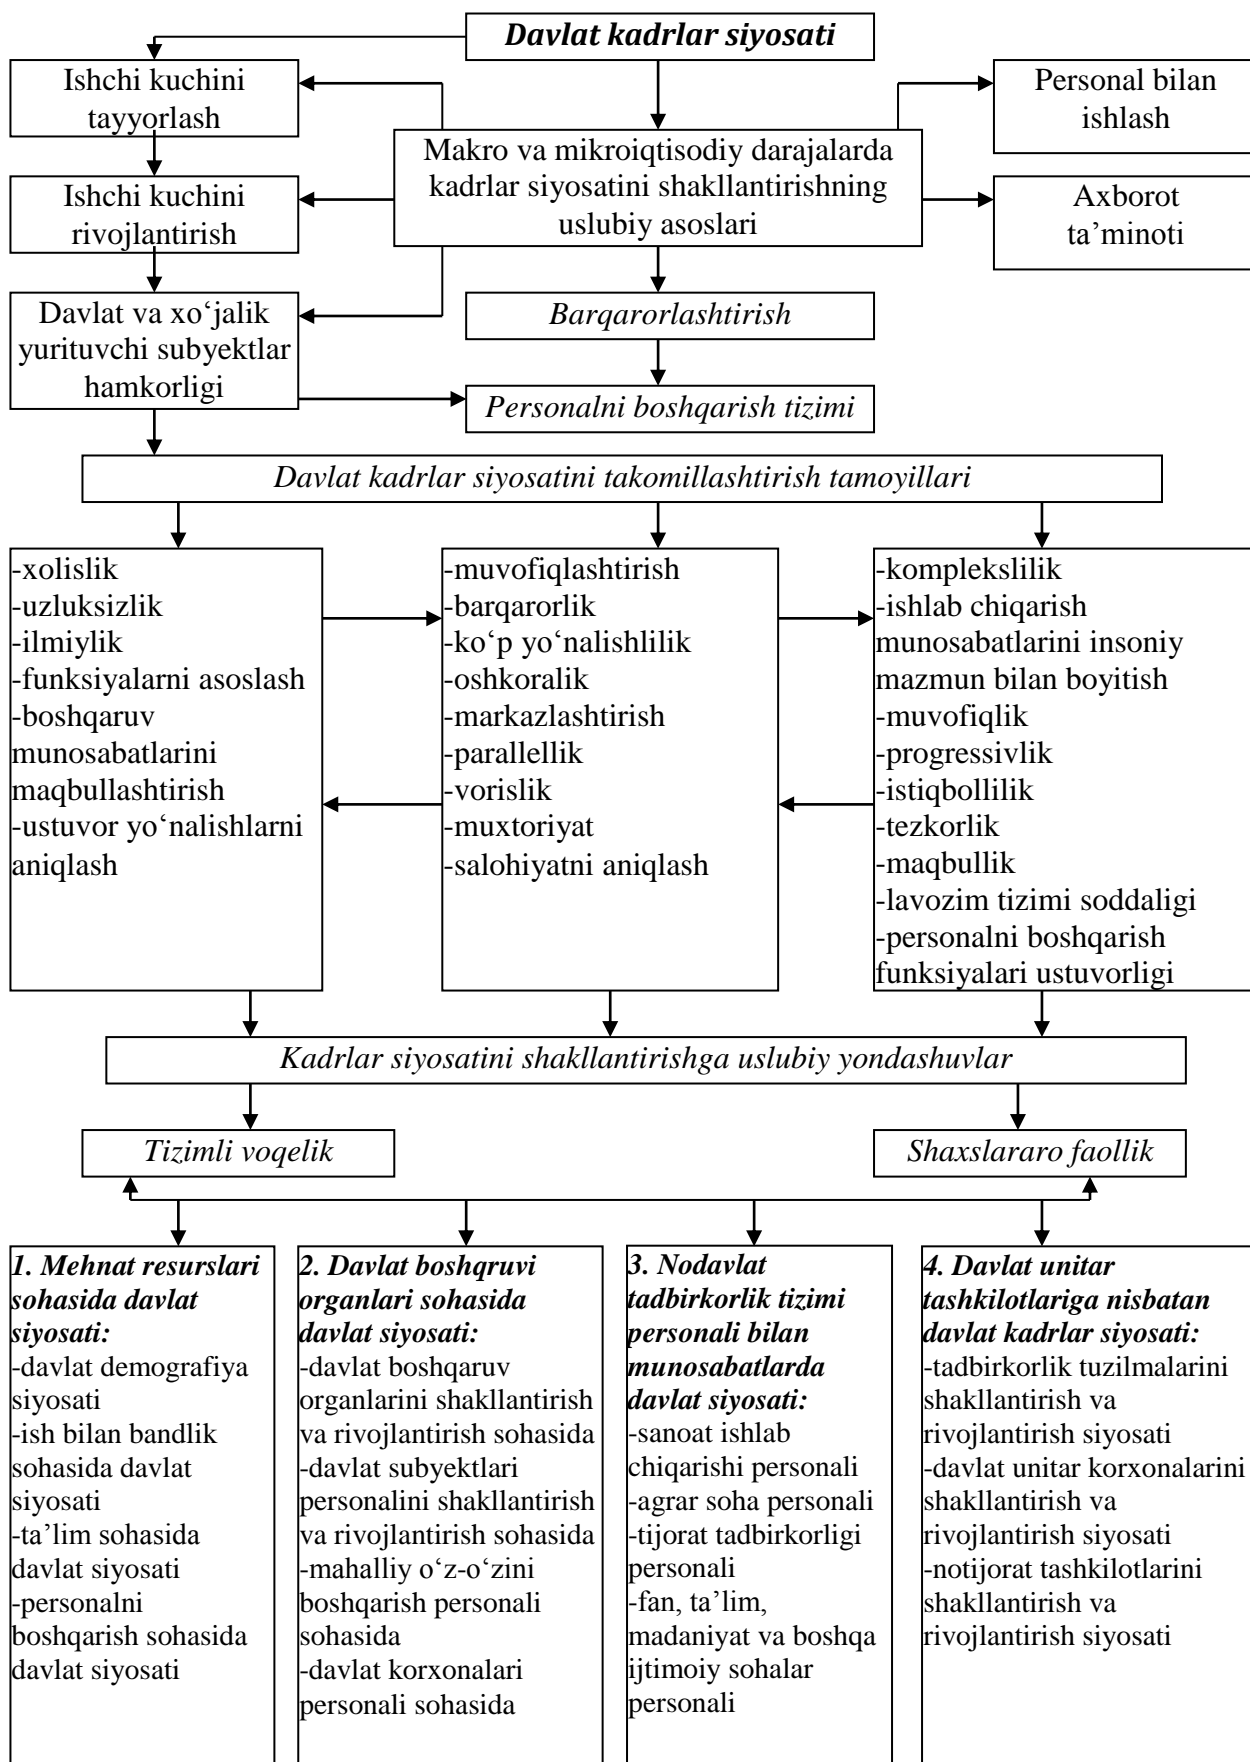 Davlat kadrlar siyosati
Ishchi kuchini
tayyorlash
Personal bilan
ishlash
Makro va mikroiqtisodiy darajalarda
kadrlar siyosatini shakllantirishning
uslubiy asoslari
Ishchi kuchini
rivojlantirish
Axborot
ta’minoti
Davlat va xo‘jalik
yurituvchi subyektlar
hamkorligi
Barqarorlashtirish
Personalni boshqarish tizimi
Davlat kadrlar siyosatini takomillashtirish tamoyillari
-xolislik
-uzluksizlik
-ilmiylik
-funksiyalarni asoslash
-boshqaruv
munosabatlarini
maqbullashtirish
-ustuvor yo‘nalishlarni
aniqlash
-muvofiqlashtirish
-barqarorlik
-ko‘p yo‘nalishlilik
-oshkoralik
-markazlashtirish
-parallellik
-vorislik
-muxtoriyat
-salohiyatni aniqlash
-komplekslilik
-ishlab chiqarish
munosabatlarini insoniy
mazmun bilan boyitish
-muvofiqlik
-progressivlik
-istiqbollilik
-tezkorlik
-maqbullik
-lavozim tizimi soddaligi
-personalni boshqarish
funksiyalari ustuvorligi
Kadrlar siyosatini shakllantirishga uslubiy yondashuvlar
Tizimli voqelik
Shaxslararo faollik
1. Mehnat resurslari
sohasida davlat
siyosati:
-davlat demografiya
siyosati
-ish bilan bandlik
sohasida davlat
siyosati
-ta’lim sohasida
davlat siyosati
-personalni
boshqarish sohasida
davlat siyosati
2. Davlat boshqruvi
organlari sohasida
davlat siyosati:
-davlat boshqaruv
organlarini shakllantirish
va rivojlantirish sohasida
-davlat subyektlari
personalini shakllantirish
va rivojlantirish sohasida
-mahalliy o‘z-o‘zini
boshqarish personali
sohasida
-davlat korxonalari
personali sohasida
3. Nodavlat
tadbirkorlik tizimi
personali bilan
munosabatlarda
davlat siyosati:
-sanoat ishlab
chiqarishi personali
-agrar soha personali
-tijorat tadbirkorligi
personali
-fan, ta’lim,
madaniyat va boshqa
ijtimoiy sohalar
personali
4. Davlat unitar
tashkilotlariga nisbatan
davlat kadrlar siyosati:
-tadbirkorlik tuzilmalarini
shakllantirish va
rivojlantirish siyosati
-davlat unitar korxonalarini
shakllantirish va
rivojlantirish siyosati
-notijorat tashkilotlarini
shakllantirish va
rivojlantirish siyosati